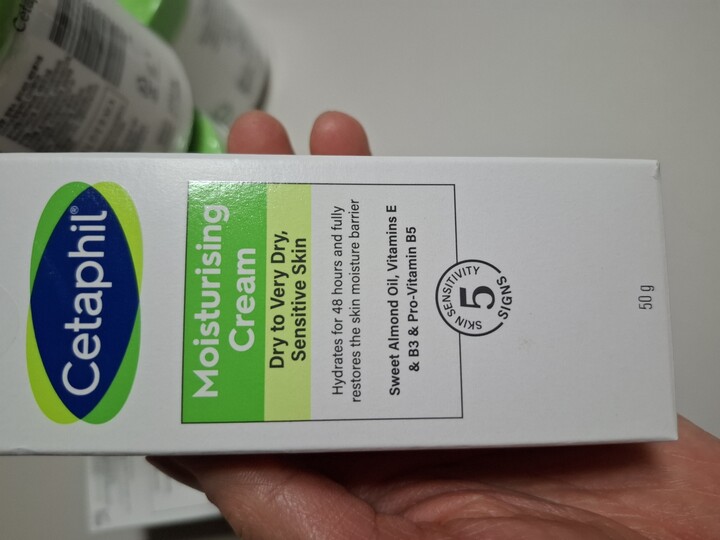 Cetaphil®
Moisturising
Cream
Dry to Very Dry,
Sensitive Skin
Hydrates for 48 hours and fully
restores the skin moisture barrier
Sweet Almond Oil, Vitamins E
& B3 & Pro-Vitamin B5
SKIN SENSITIVITY
5
SIGNS
50 g